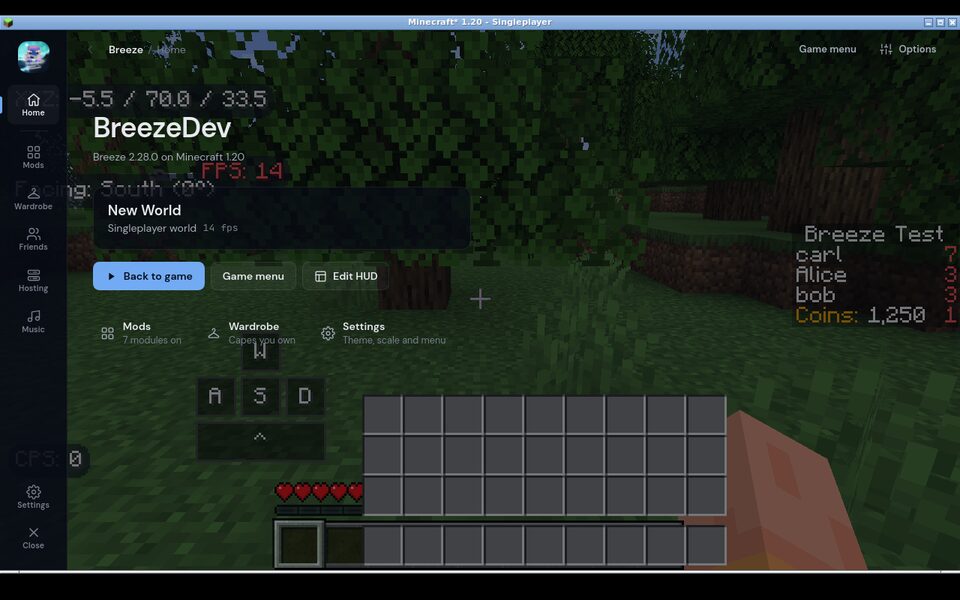 Minecraft* 1.20 - Singleplayer
Breeze / Home
Game menu
Options
-5.5 / 70.0 / 33.5
Home
BreezeDev
Breeze 2.28.0 on Minecraft 1.20
FPS: 14
Mods
Facing: South (0°)
Wardrobe
New World
Singleplayer world 14 fps
Friends
Breeze Test
carl 7
Alice 3
bob 3
Coins: 1,250 1
Back to game
Game menu
Edit HUD
Hosting
Music
Mods
7 modules on
Wardrobe
Capes you own
Settings
Theme, scale and menu
W
A S D
^
CPS: 0
Settings
Close